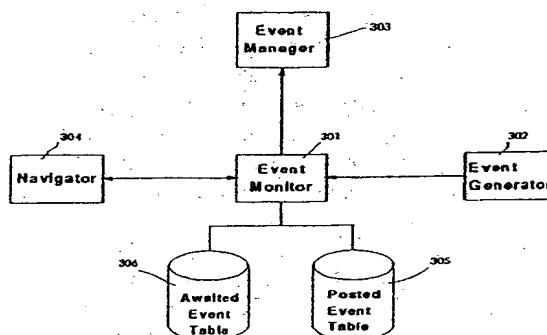 Event
Manager
303
304
301
302
Navigator
Event
Monitor
Event
Generator
306
305
Awaited
Event
Table
Posted
Event
Table